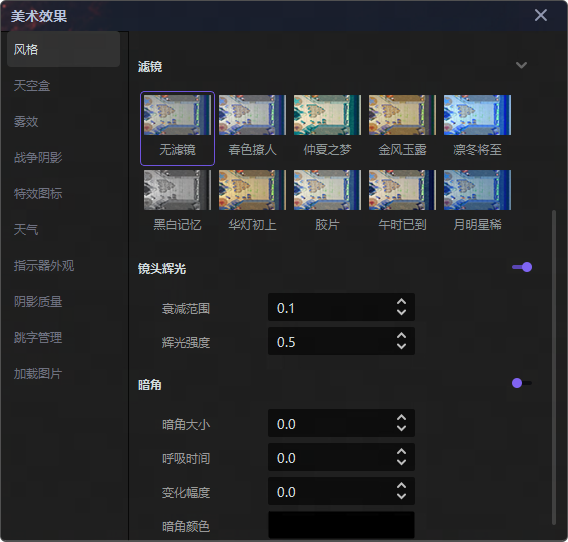 美术效果
风格
天空盒
雾效
战争阴影
特效图标
天气
指示器外观
阴影质量
跳字管理
加载图片
滤镜
无滤镜 春色撩人 仲夏之梦 金风玉露 凛冬将至
黑白记忆 华灯初上 胶片 午时已到 月明星稀
镜头辉光
衰减范围 0.1
辉光强度 0.5
暗角
暗角大小 0.0
呼吸时间 0.0
变化幅度 0.0
暗角颜色